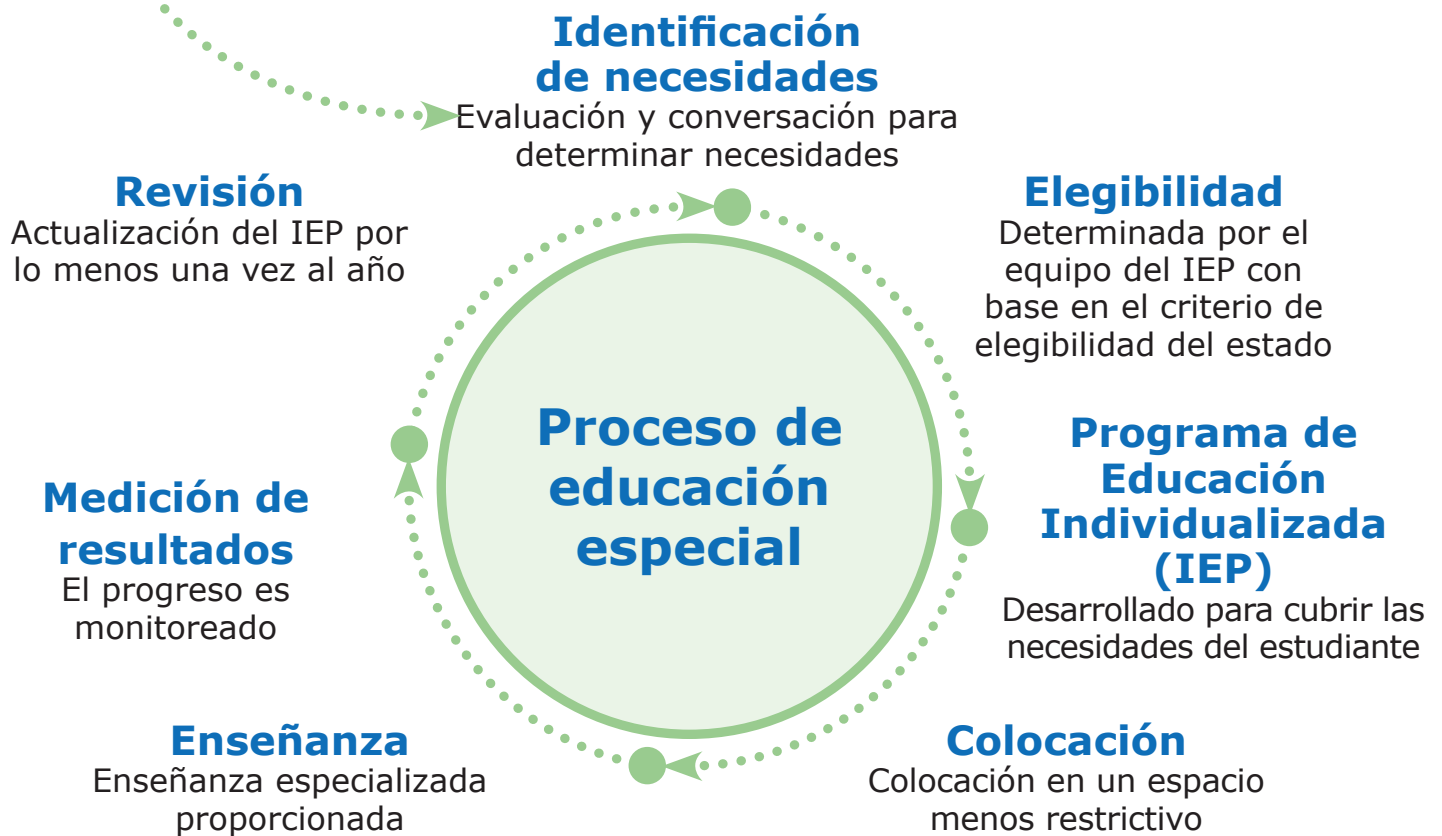 Identificación
de necesidades
Evaluación y conversación para
determinar necesidades
Elegibilidad
Determinada por el
equipo del IEP con
base en el criterio de
elegibilidad del estado
Programa de
Educación
Individualizada
(IEP)
Desarrollado para cubrir las
necesidades del estudiante
Colocación
Colocación en un espacio
menos restrictivo
Enseñanza
Enseñanza especializada
proporcionada
Medición de
resultados
El progreso es
monitoreado
Revisión
Actualización del IEP por
lo menos una vez al año
Proceso de
educación
especial